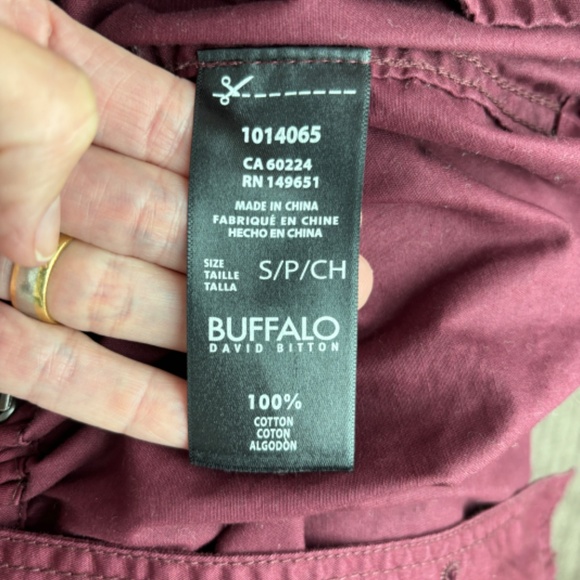 1014065
CA 60224
RN 149651
MADE IN CHINA
FABRIQUÉ EN CHINE
HECHO EN CHINA
SIZE
TAILLE
TALLA
S/P/CH
BUFFALO
DAVID BITTON
100%
COTTON
COTON
ALGODÓN